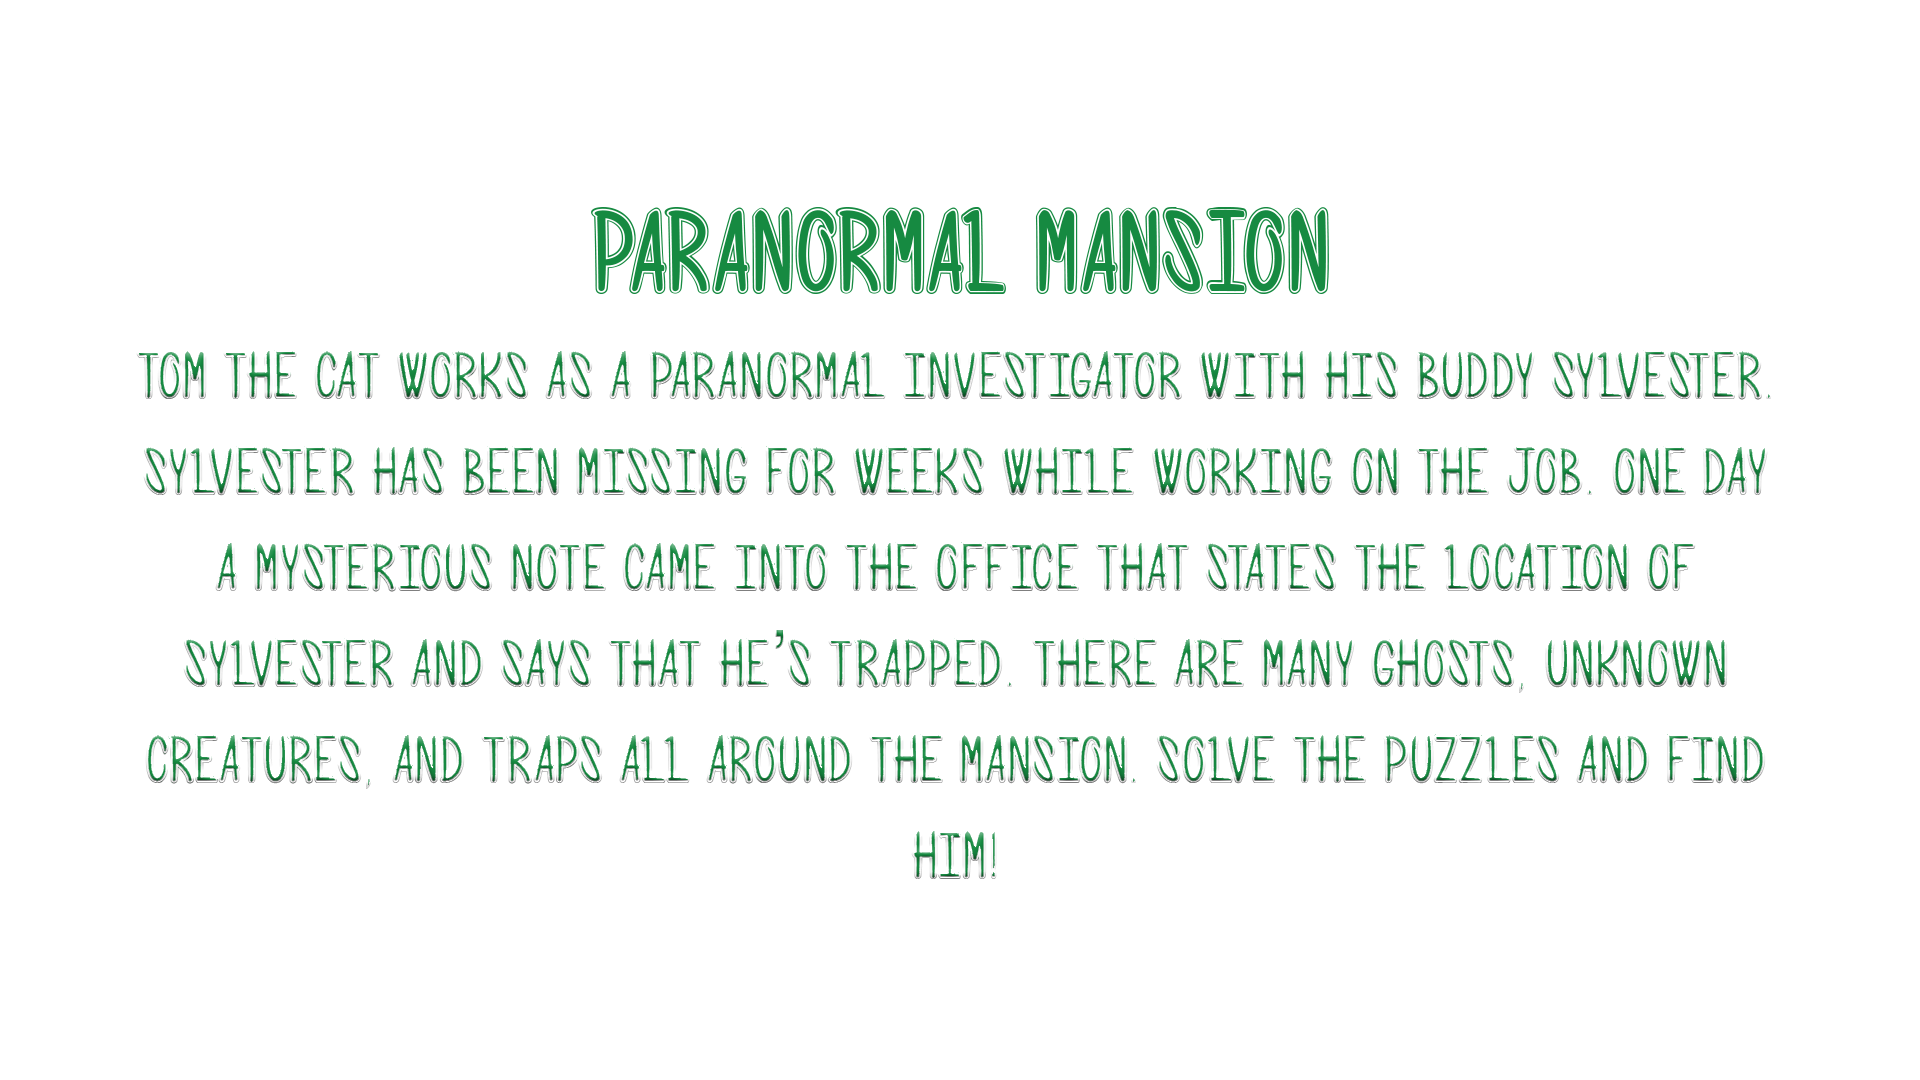 PARANORMAL MANSION
TOM THE CAT WORKS AS A PARANORMAL INVESTIGATOR WITH HIS BUDDY SYLVESTER.
SYLVESTER HAS BEEN MISSING FOR WEEKS WHILE WORKING ON THE JOB. ONE DAY
A MYSTERIOUS NOTE CAME INTO THE OFFICE THAT STATES THE LOCATION OF
SYLVESTER AND SAYS THAT HE'S TRAPPED. THERE ARE MANY GHOSTS, UNKNOWN
CREATURES, AND TRAPS ALL AROUND THE MANSION. SOLVE THE PUZZLES AND FIND
HIM!